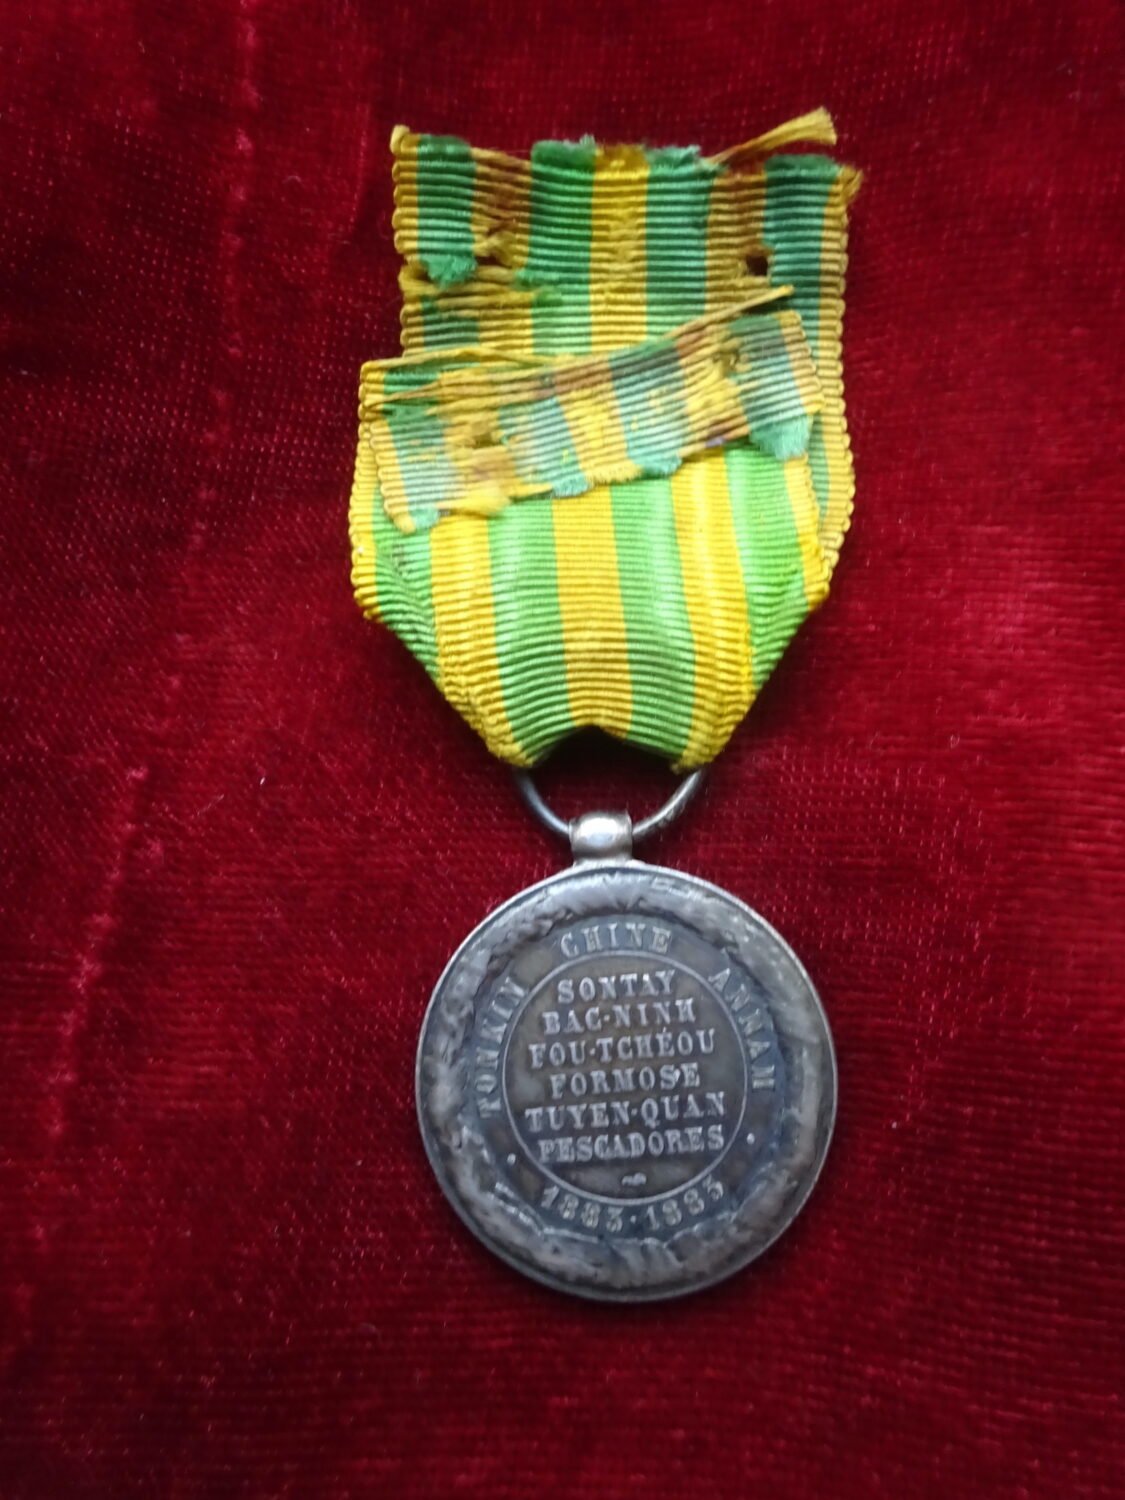 TONKIN CHINE ANNAM
SONTAY
BAC-NINH
FOU-TCHÉOU
FORMOSE
TUYEN-QUAN
PESCADORES
1883·1885